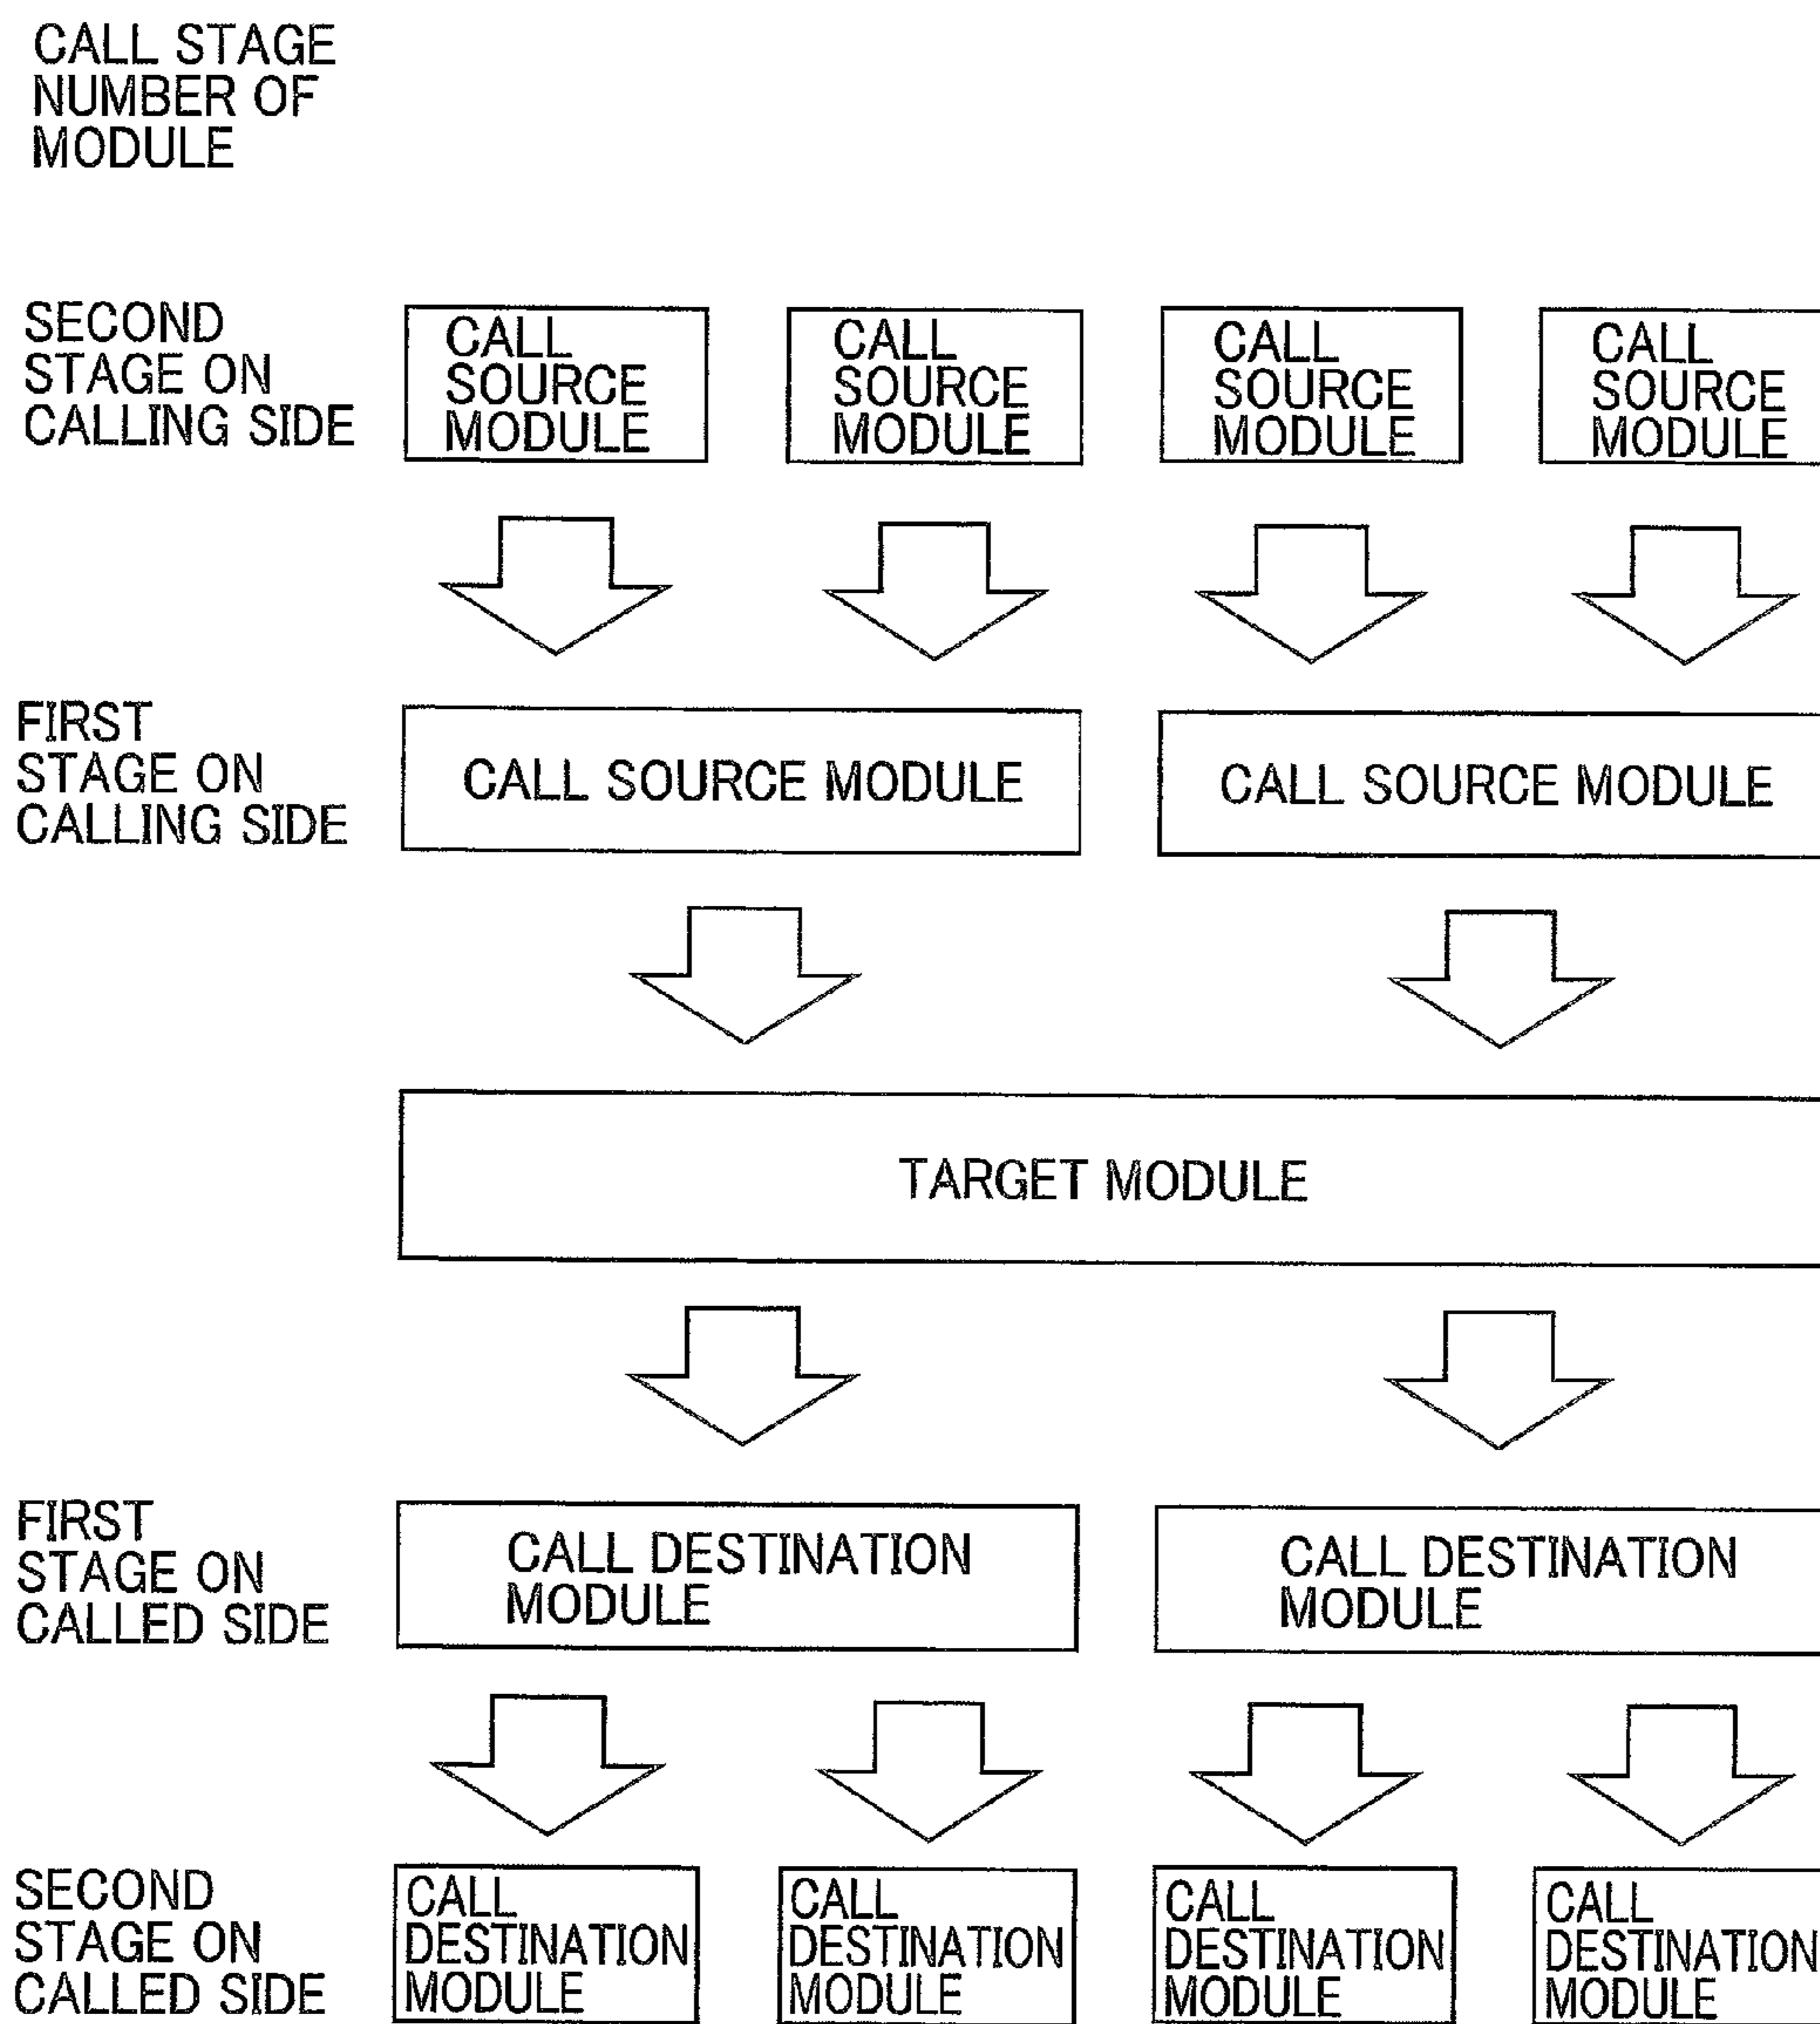 CALL STAGE
NUMBER OF
MODULE
SECOND
STAGE ON
CALLING SIDE
CALL
SOURCE
MODULE
CALL
SOURCE
MODULE
CALL
SOURCE
MODULE
CALL
SOURCE
MODULE
FIRST
STAGE ON
CALLING SIDE
CALL SOURCE MODULE
CALL SOURCE MODULE
TARGET MODULE
FIRST
STAGE ON
CALLED SIDE
CALL DESTINATION
MODULE
CALL DESTINATION
MODULE
SECOND
STAGE ON
CALLED SIDE
CALL
DESTINATION
MODULE
CALL
DESTINATION
MODULE
CALL
DESTINATION
MODULE
CALL
DESTINATION
MODULE